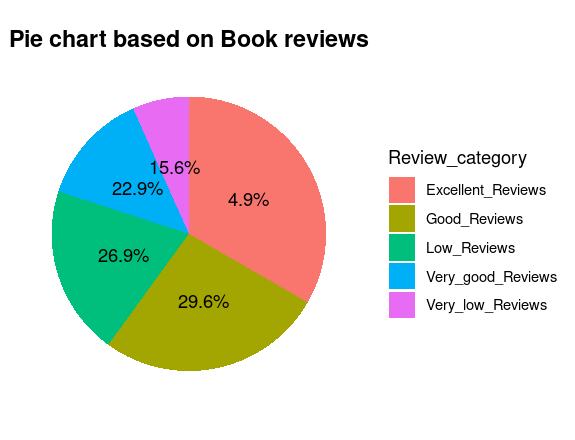 Pie chart based on Book reviews
15.6%
22.9%
4.9%
26.9%
29.6%
Review_category
Excellent_Reviews
Good_Reviews
Low_Reviews
Very_good_Reviews
Very_low_Reviews